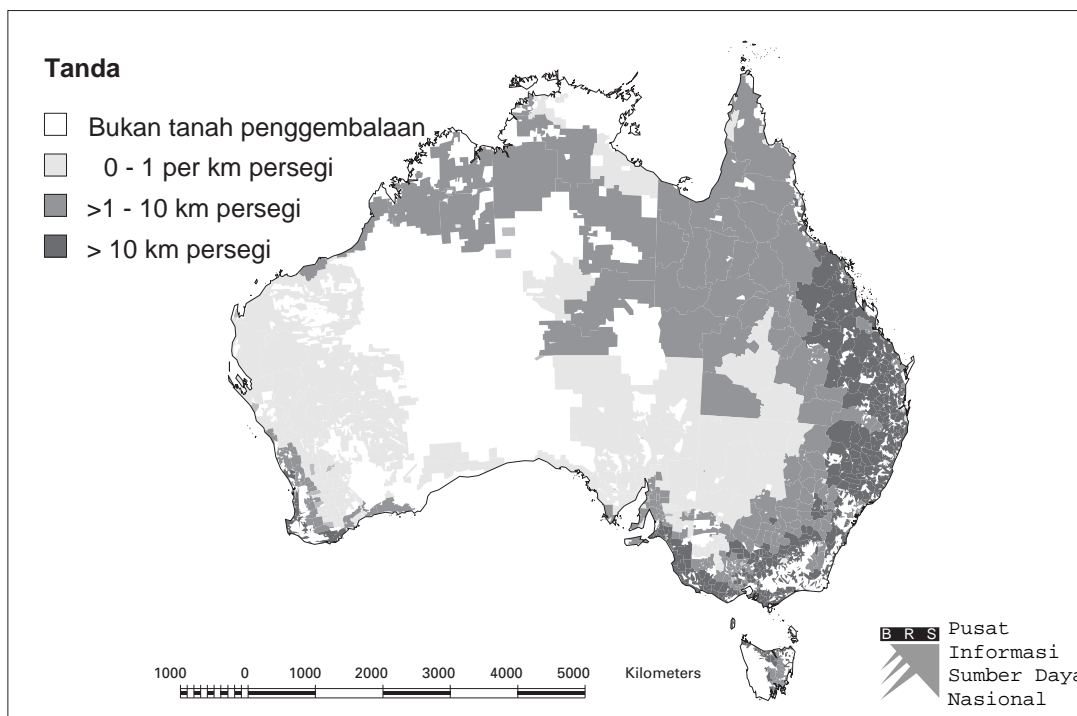 Tanda
Bukan tanah penggembalaan
0 - 1 per km persegi
>1 - 10 km persegi
> 10 km persegi
1000 0 1000 2000 3000 4000 5000 Kilometers
BRS
Pusat
Informasi
Sumber Daya
Nasional